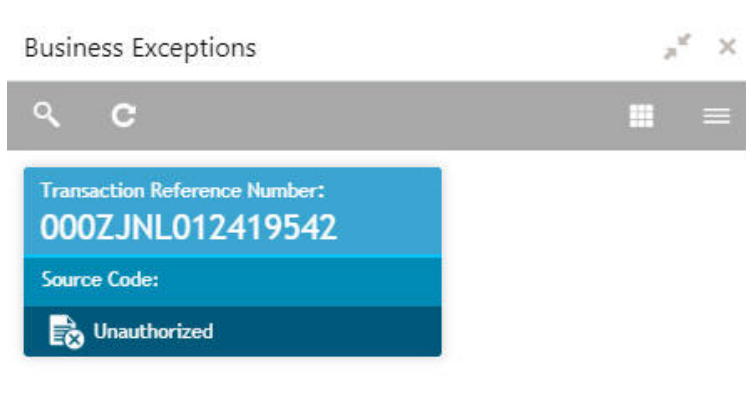 Business Exceptions
Transaction Reference Number:
000ZJNL012419542
Source Code:
Unauthorized